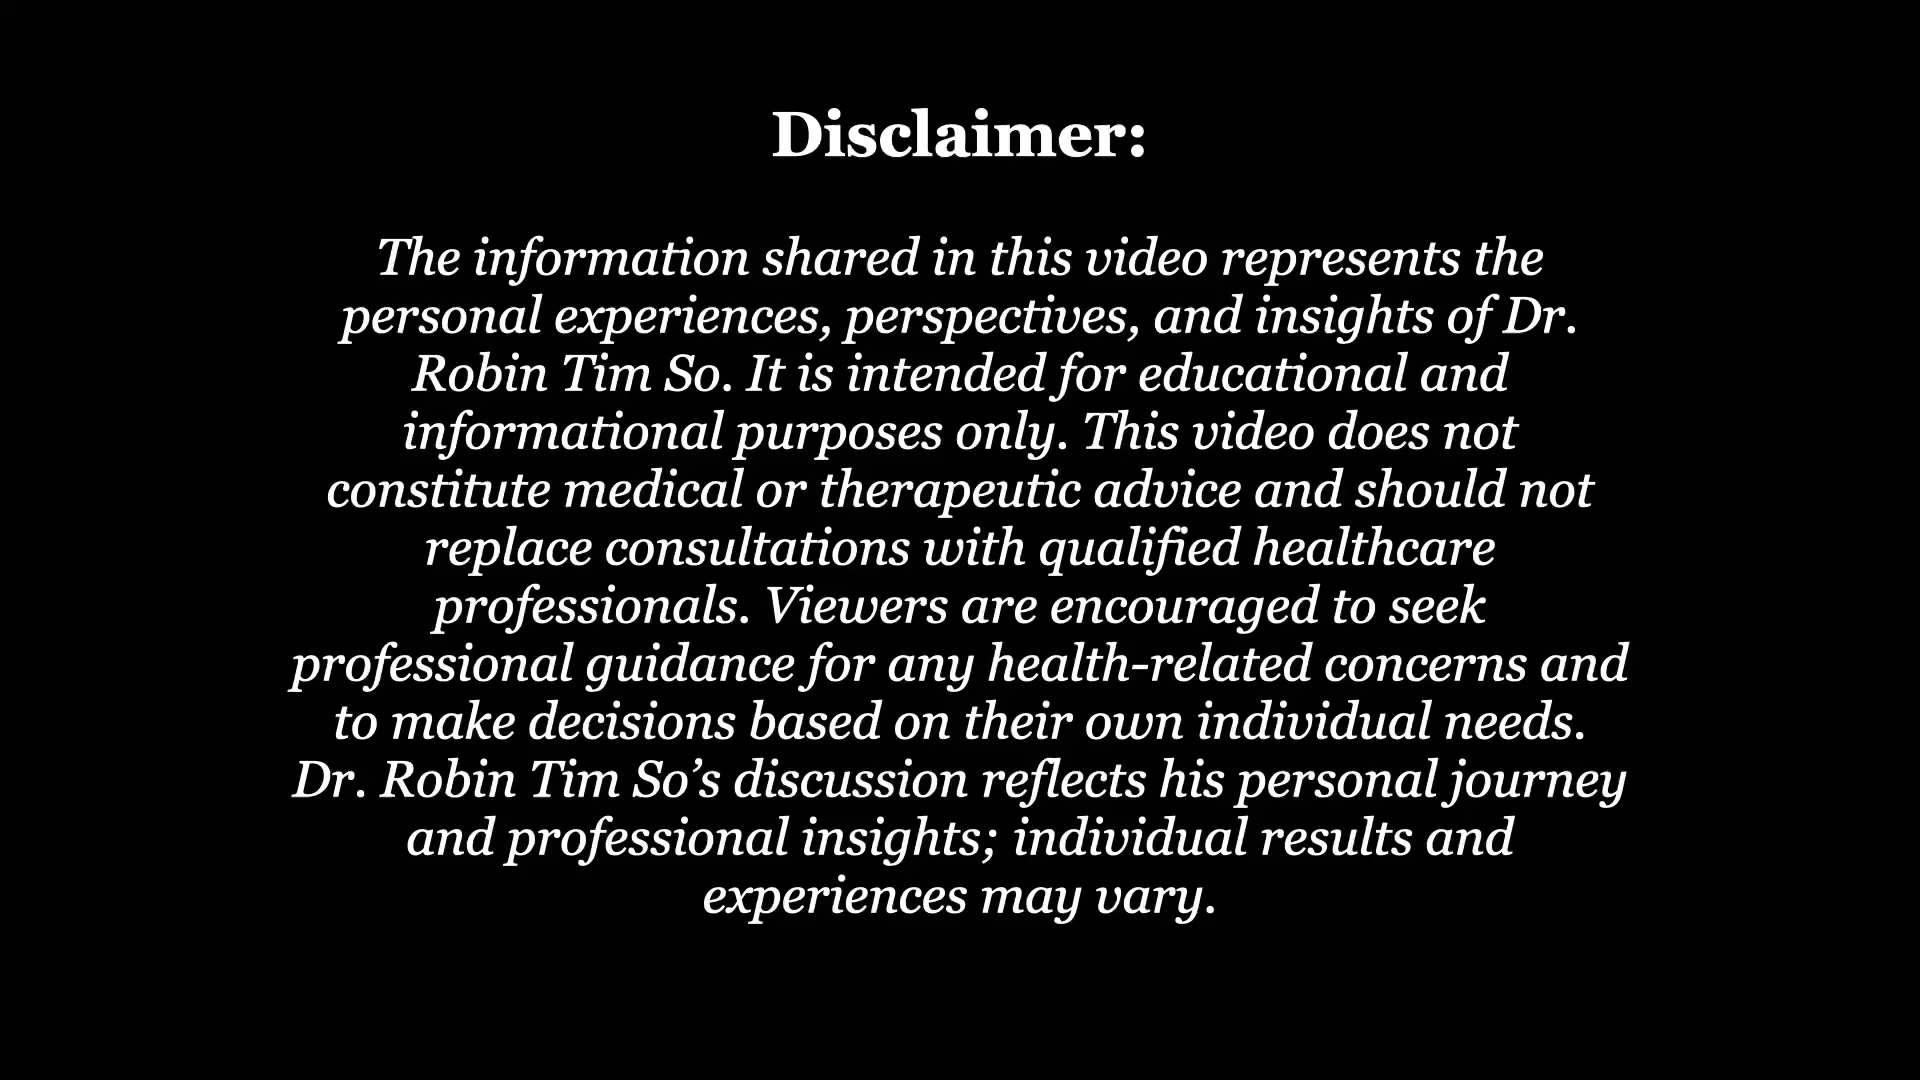 Disclaimer:
The information shared in this video represents the
personal experiences, perspectives, and insights of Dr.
Robin Tim So. It is intended for educational and
informational purposes only. This video does not
constitute medical or therapeutic advice and should not
replace consultations with qualified healthcare
professionals. Viewers are encouraged to seek
professional guidance for any health-related concerns and
to make decisions based on their own individual needs.
Dr. Robin Tim So’s discussion reflects his personal journey
and professional insights; individual results and
experiences may vary.